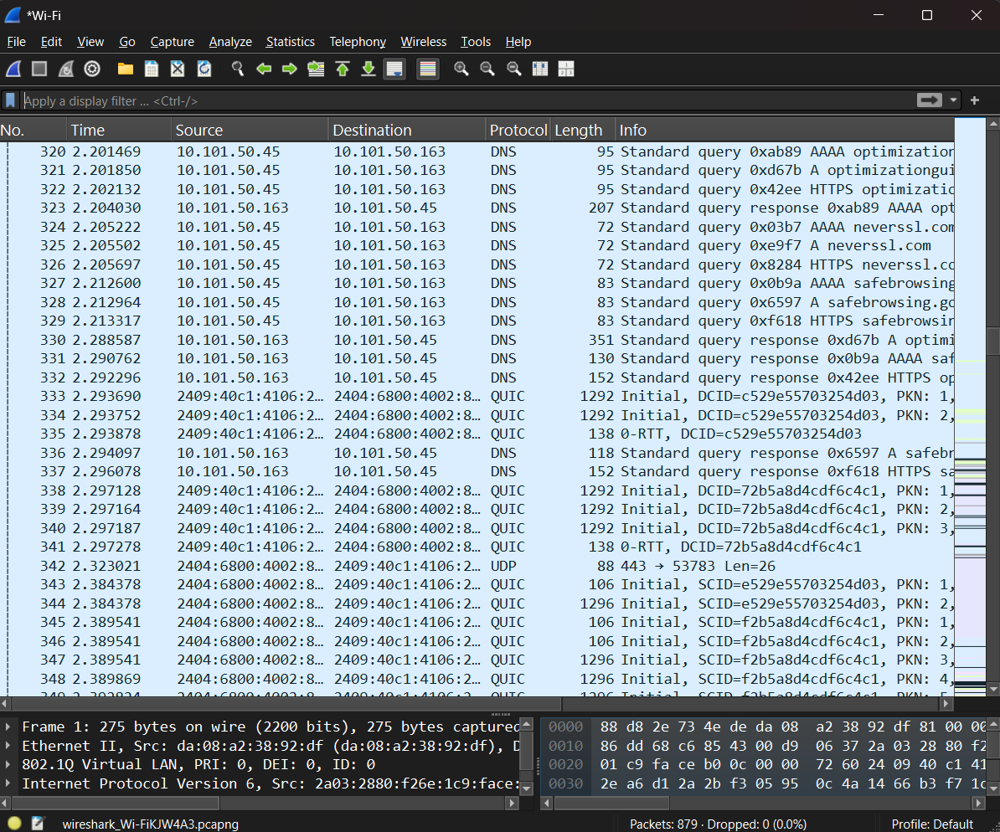 *Wi-Fi
File Edit View Go Capture Analyze Statistics Telephony Wireless Tools Help
Apply a display filter ... <Ctrl-/>
No. Time Source Destination Protocol Length Info
320 2.201469 10.101.50.45 10.101.50.163 DNS 95 Standard query 0xab89 AAAA optimization
321 2.201850 10.101.50.45 10.101.50.163 DNS 95 Standard query 0xd67b A optimizationgui
322 2.202132 10.101.50.45 10.101.50.163 DNS 95 Standard query 0x42ee HTTPS optimizatio
323 2.204030 10.101.50.163 10.101.50.45 DNS 207 Standard query response 0xab89 AAAA opt
324 2.205222 10.101.50.45 10.101.50.163 DNS 72 Standard query 0x03b7 AAAA neverssl.com
325 2.205502 10.101.50.45 10.101.50.163 DNS 72 Standard query 0xe9f7 A neverssl.com
326 2.205697 10.101.50.45 10.101.50.163 DNS 72 Standard query 0x8284 HTTPS neverssl.co
327 2.212600 10.101.50.45 10.101.50.163 DNS 83 Standard query 0x0b9a AAAA safebrowsing
328 2.212964 10.101.50.45 10.101.50.163 DNS 83 Standard query 0x6597 A safebrowsing.go
329 2.213317 10.101.50.45 10.101.50.163 DNS 83 Standard query 0xf618 HTTPS safebrowsin
330 2.288587 10.101.50.163 10.101.50.45 DNS 351 Standard query response 0xd67b A optimi
331 2.290762 10.101.50.163 10.101.50.45 DNS 130 Standard query response 0x0b9a AAAA saf
332 2.292296 10.101.50.163 10.101.50.45 DNS 152 Standard query response 0x42ee HTTPS op
333 2.293690 2409:40c1:4106:2… 2404:6800:4002:8… QUIC 1292 Initial, DCID=c529e55703254d03, PKN: 1,
334 2.293752 2409:40c1:4106:2… 2404:6800:4002:8… QUIC 1292 Initial, DCID=c529e55703254d03, PKN: 2,
335 2.293878 2409:40c1:4106:2… 2404:6800:4002:8… QUIC 138 0-RTT, DCID=c529e55703254d03
336 2.294097 10.101.50.163 10.101.50.45 DNS 118 Standard query response 0x6597 A safebr
337 2.296078 10.101.50.163 10.101.50.45 DNS 152 Standard query response 0xf618 HTTPS sa
338 2.297128 2409:40c1:4106:2… 2404:6800:4002:8… QUIC 1292 Initial, DCID=72b5a8d4cdf6c4c1, PKN: 1,
339 2.297164 2409:40c1:4106:2… 2404:6800:4002:8… QUIC 1292 Initial, DCID=72b5a8d4cdf6c4c1, PKN: 2,
340 2.297187 2409:40c1:4106:2… 2404:6800:4002:8… QUIC 1292 Initial, DCID=72b5a8d4cdf6c4c1, PKN: 3,
341 2.297278 2409:40c1:4106:2… 2404:6800:4002:8… QUIC 138 0-RTT, DCID=72b5a8d4cdf6c4c1
342 2.323021 2404:6800:4002:8… 2409:40c1:4106:2… UDP 88 443 → 53783 Len=26
343 2.384378 2404:6800:4002:8… 2409:40c1:4106:2… QUIC 106 Initial, SCID=e529e55703254d03, PKN: 1,
344 2.384378 2404:6800:4002:8… 2409:40c1:4106:2… QUIC 1296 Initial, SCID=e529e55703254d03, PKN: 2,
345 2.389541 2404:6800:4002:8… 2409:40c1:4106:2… QUIC 106 Initial, SCID=f2b5a8d4cdf6c4c1, PKN: 1,
346 2.389541 2404:6800:4002:8… 2409:40c1:4106:2… QUIC 106 Initial, SCID=f2b5a8d4cdf6c4c1, PKN: 2,
347 2.389541 2404:6800:4002:8… 2409:40c1:4106:2… QUIC 1296 Initial, SCID=f2b5a8d4cdf6c4c1, PKN: 3,
348 2.389869 2404:6800:4002:8… 2409:40c1:4106:2… QUIC 1296 Initial, SCID=f2b5a8d4cdf6c4c1, PKN: 4,
Frame 1: 275 bytes on wire (2200 bits), 275 bytes captured
Ethernet II, Src: da:08:a2:38:92:df (da:08:a2:38:92:df), D
802.1Q Virtual LAN, PRI: 0, DEI: 0, ID: 0
Internet Protocol Version 6, Src: 2a03:2880:f26e:1c9:face:
0000 88 d8 2e 73 4e de da 08 a2 38 92 df 81 00 00
0010 86 dd 68 c6 85 43 00 d9 06 37 2a 03 28 80 f2
0020 01 c9 fa ce b0 0c 00 00 72 60 24 09 40 c1 41
0030 2e a6 d1 2a 2b f3 05 95 0c 4a 14 66 b3 f7 1c
wireshark_Wi-FiKJW4A3.pcapng
Packets: 879 · Dropped: 0 (0.0%)
Profile: Default